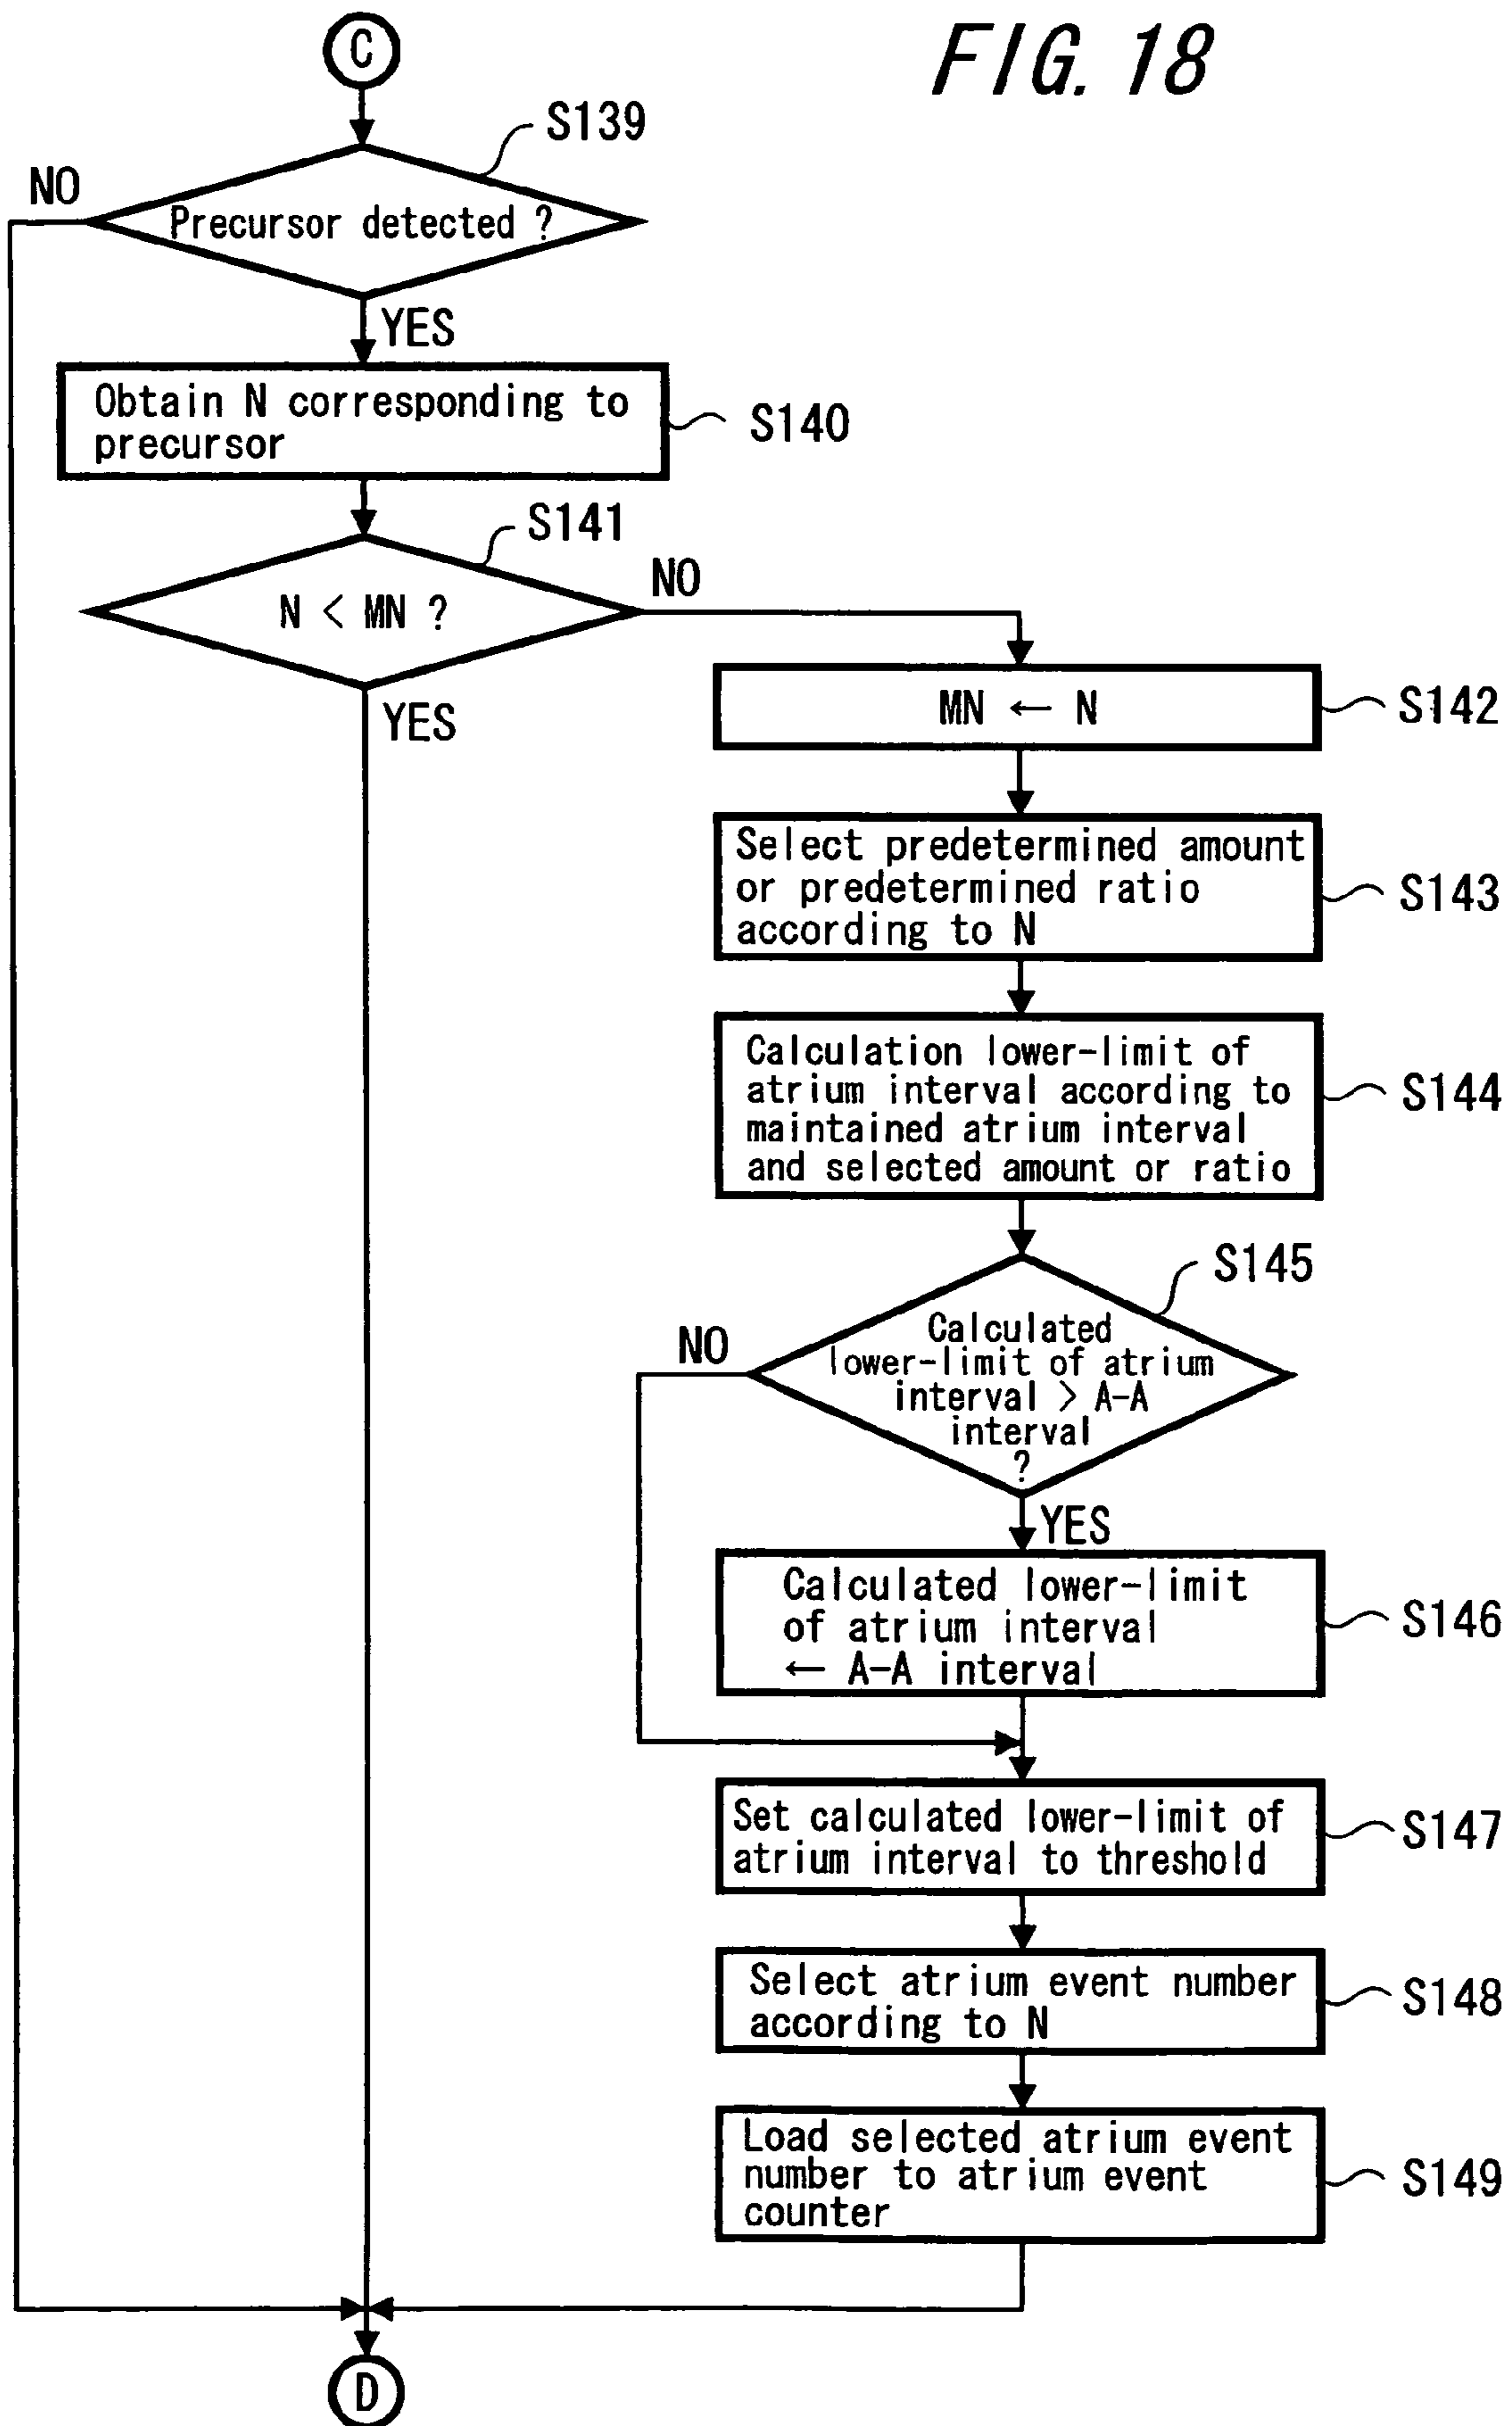 FIG. 18
C
S139
NO
Precursor detected ?
YES
Obtain N corresponding to
precursor
S140
S141
N < MN ?
NO
YES
MN ← N
S142
Select predetermined amount
or predetermined ratio
according to N
S143
Calculation lower-limit of
atrium interval according to
maintained atrium interval
and selected amount or ratio
S144
S145
NO
Calculated
lower-limit of atrium
interval > A-A
interval
?
YES
Calculated lower-limit
of atrium interval
← A-A interval
S146
Set calculated lower-limit of
atrium interval to threshold
S147
Select atrium event number
according to N
S148
Load selected atrium event
number to atrium event
counter
S149
D